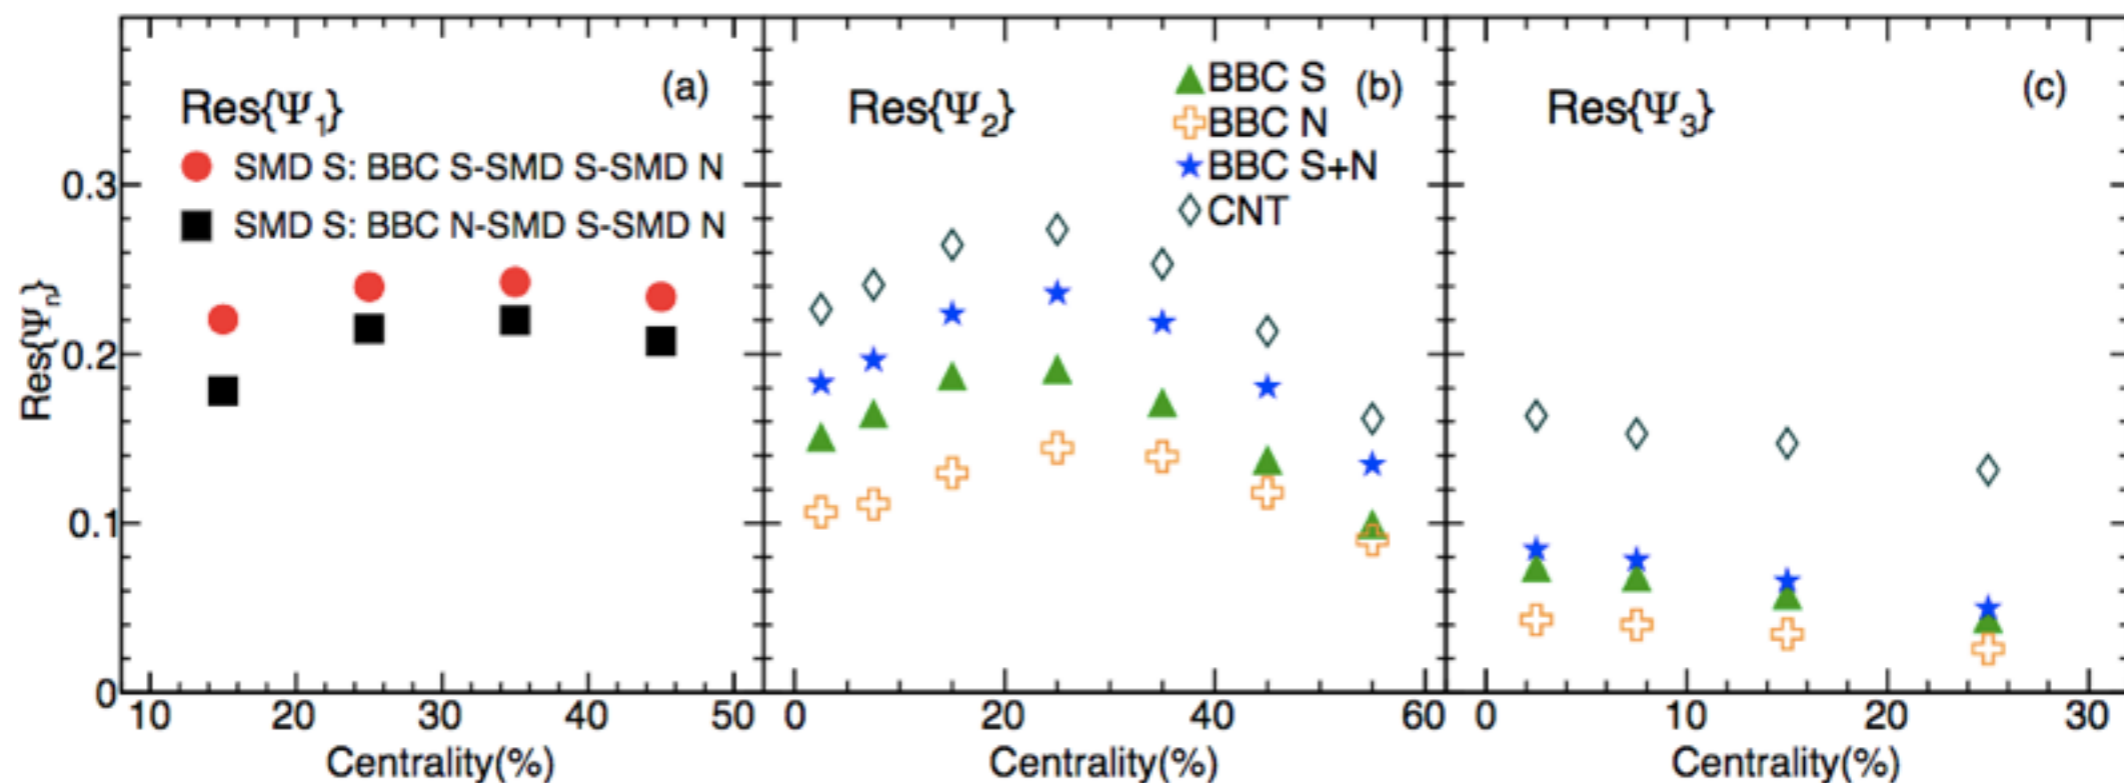 (a)
Res{Ψ1}
SMD S: BBC S-SMD S-SMD N
SMD S: BBC N-SMD S-SMD N
Res{Ψn}
0.3
0.2
0.1
0
10 20 30 40 50
Centrality(%)
(b)
Res{Ψ2}
BBC S
BBC N
BBC S+N
CNT
0 20 40 60
Centrality(%)
(c)
Res{Ψ3}
0 10 20 30
Centrality(%)